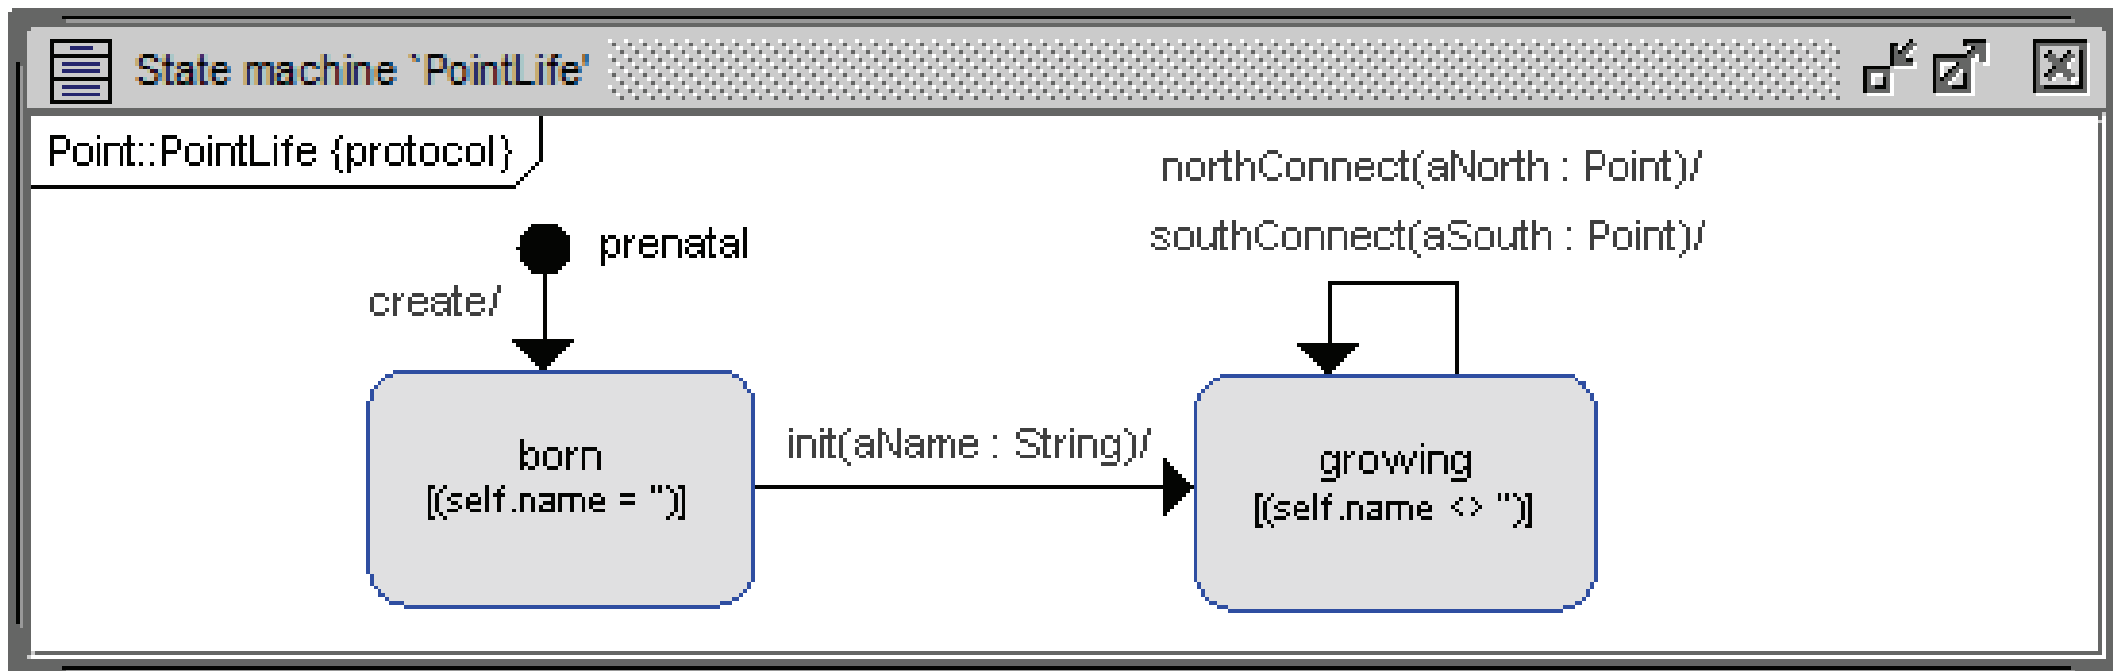 State machine `PointLife'
Point::PointLife {protocol}
northConnect(aNorth : Point)/
southConnect(aSouth : Point)/
prenatal
create/
init(aName : String)/
born
[(self.name = '')]
growing
[(self.name <> '')]